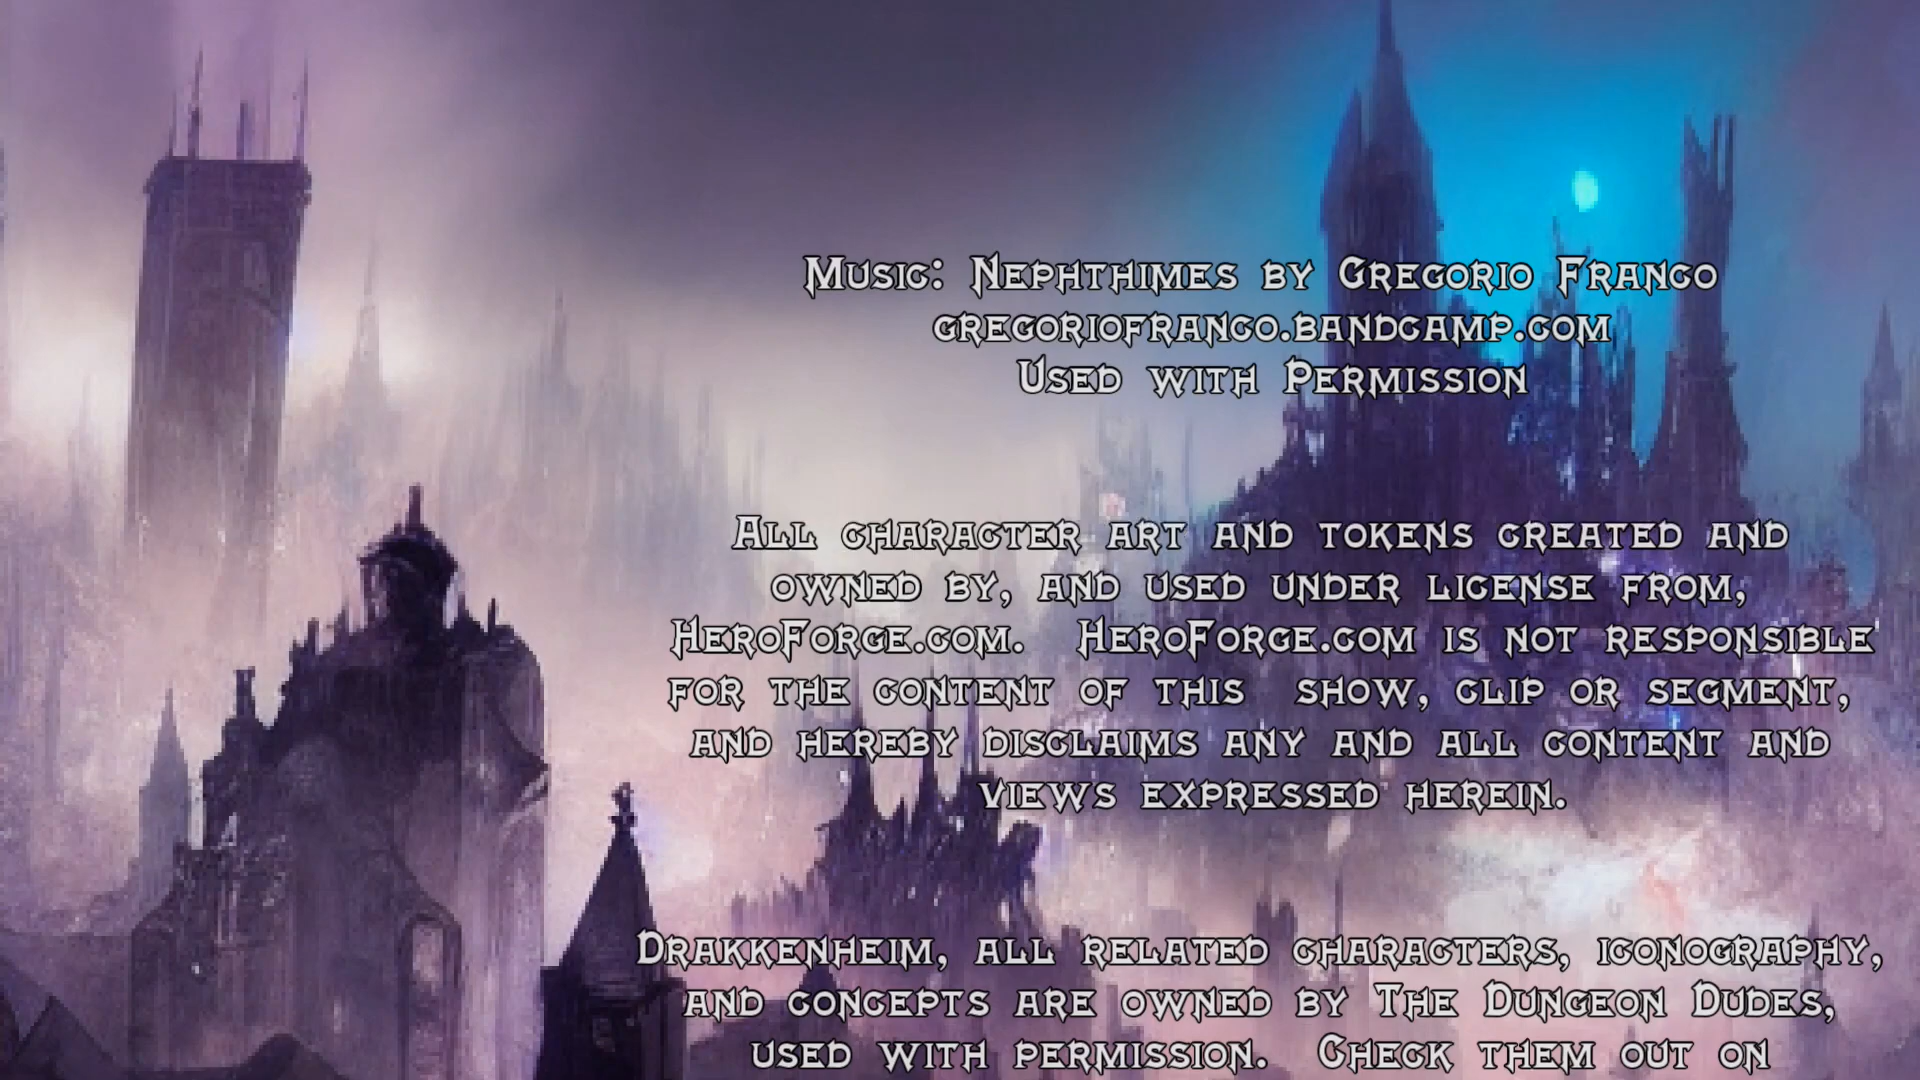 Music: Nephthimes by Gregorio Franco
gregoriofranco.bandcamp.com
Used with Permission
All character art and tokens created and
owned by, and used under license from,
HeroForge.com. HeroForge.com is not responsible
for the content of this show, clip or segment,
and hereby disclaims any and all content and
views expressed herein.
Drakkenheim, all related characters, iconography,
and concepts are owned by The Dungeon Dudes,
used with permission. Check them out on